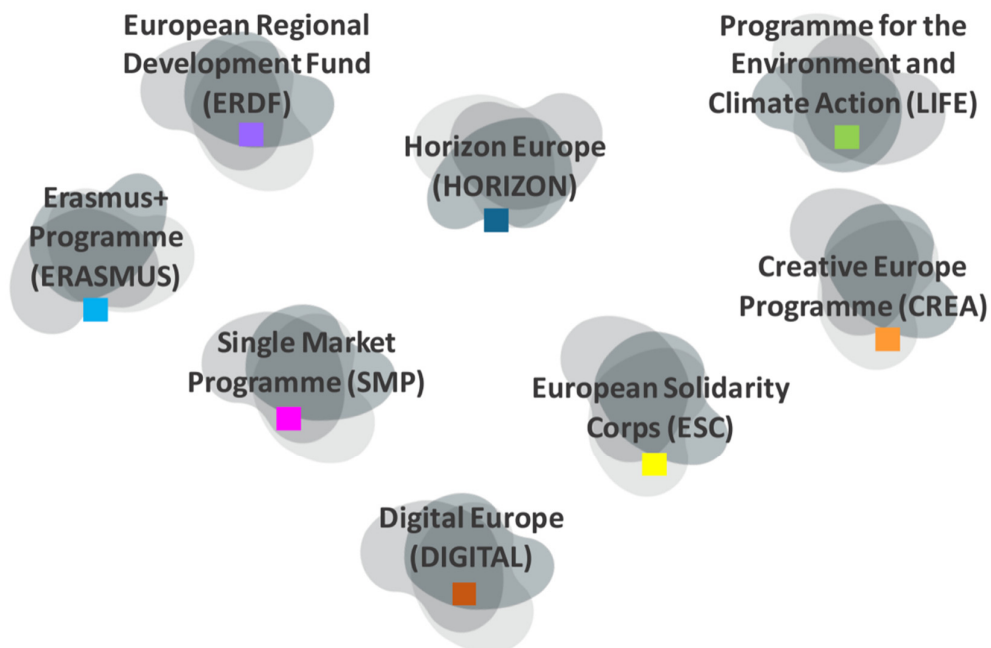 European Regional
Development Fund
(ERDF)
Programme for the
Environment and
Climate Action (LIFE)
Horizon Europe
(HORIZON)
Erasmus+
Programme
(ERASMUS)
Creative Europe
Programme (CREA)
Single Market
Programme (SMP)
European Solidarity
Corps (ESC)
Digital Europe
(DIGITAL)